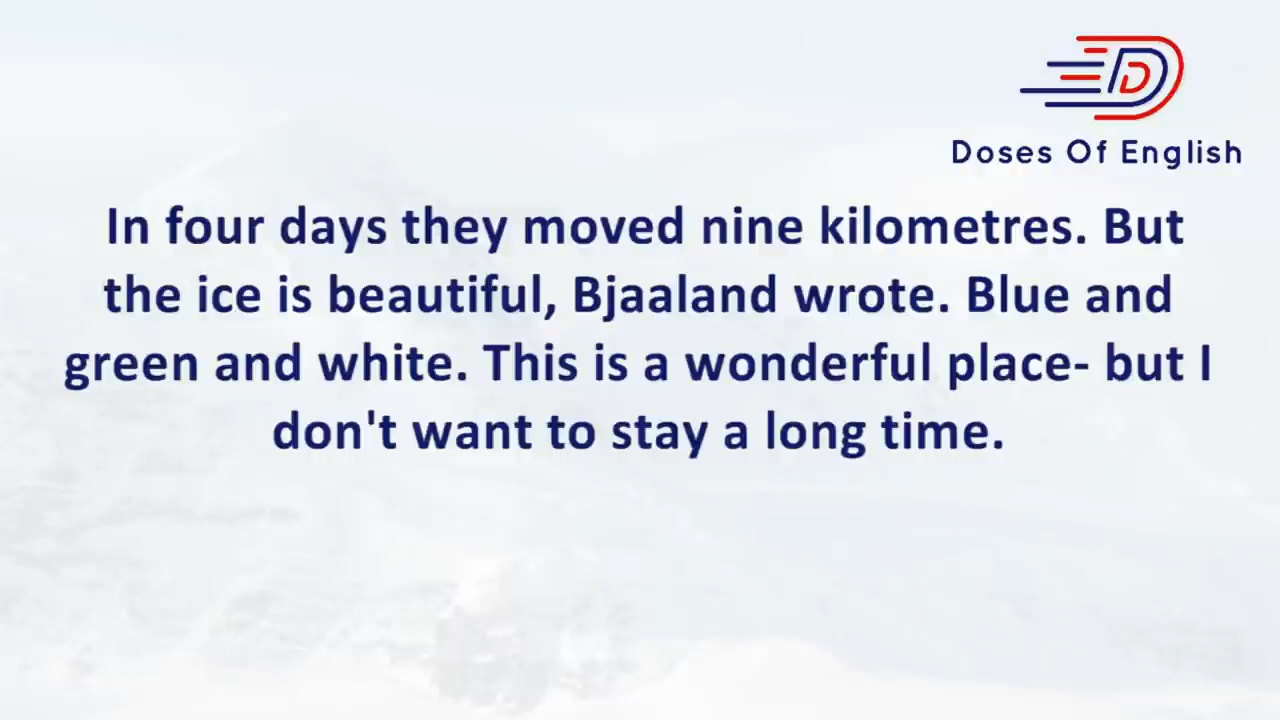 Doses Of English
In four days they moved nine kilometres. But
the ice is beautiful, Bjaaland wrote. Blue and
green and white. This is a wonderful place- but I
don't want to stay a long time.